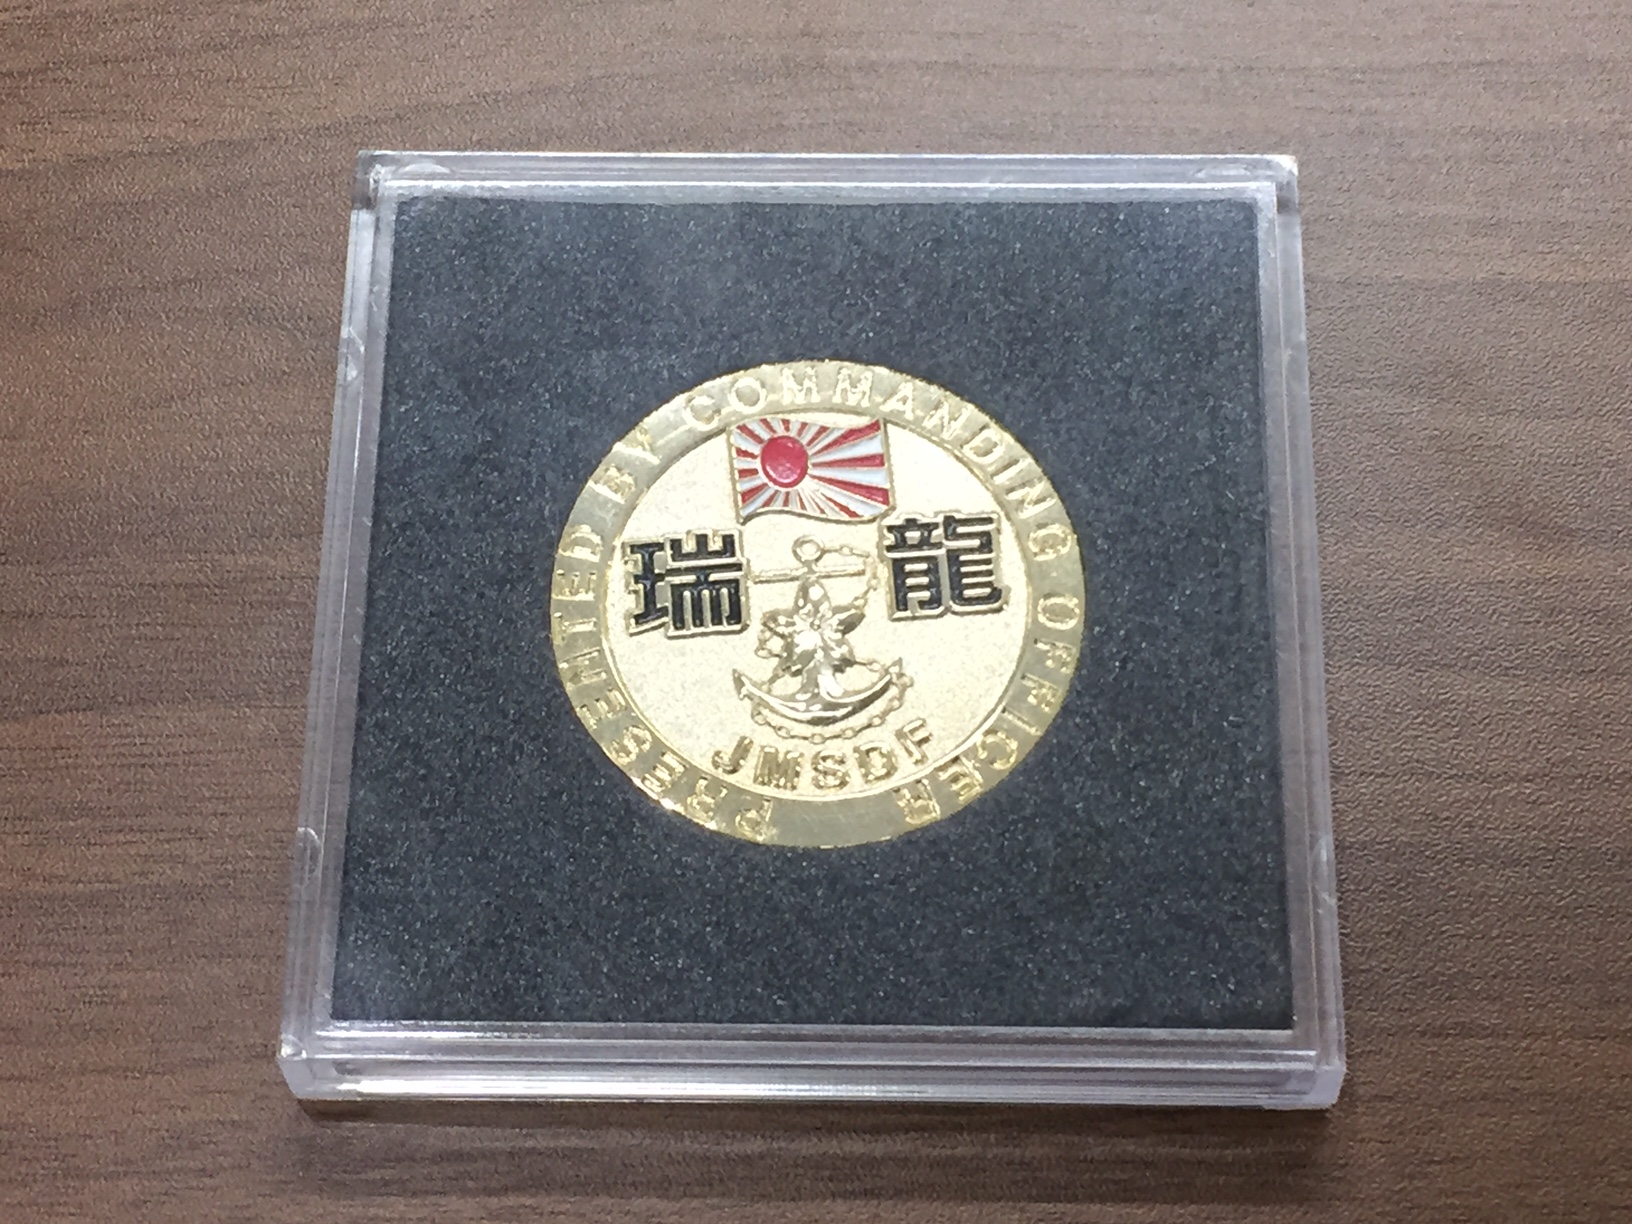 PRESENTED BY COMMANDING OFFICER
瑞龍
JMSDF